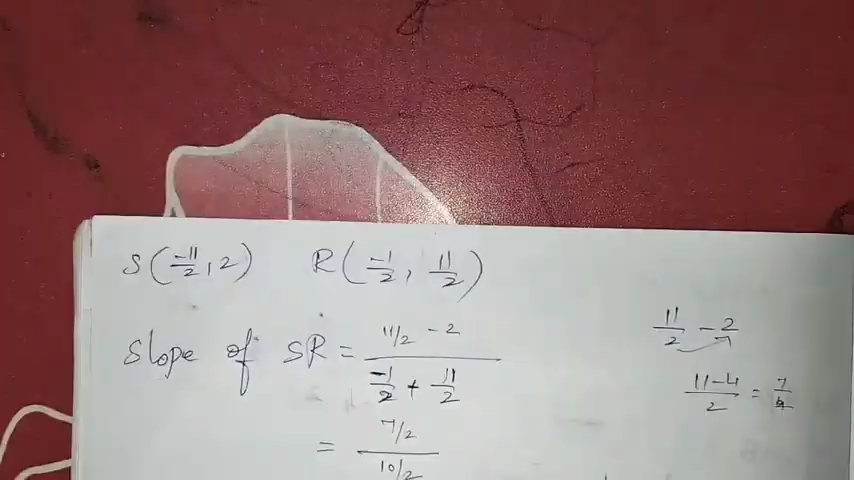 S(-11/2, 2) R(-1/2, 11/2)
Slope of SR = (11/2 - 2)/(-1/2 + 11/2)
= (7/2)/(10/2)
11/2 - 2/1
(11-4)/2 = 7/